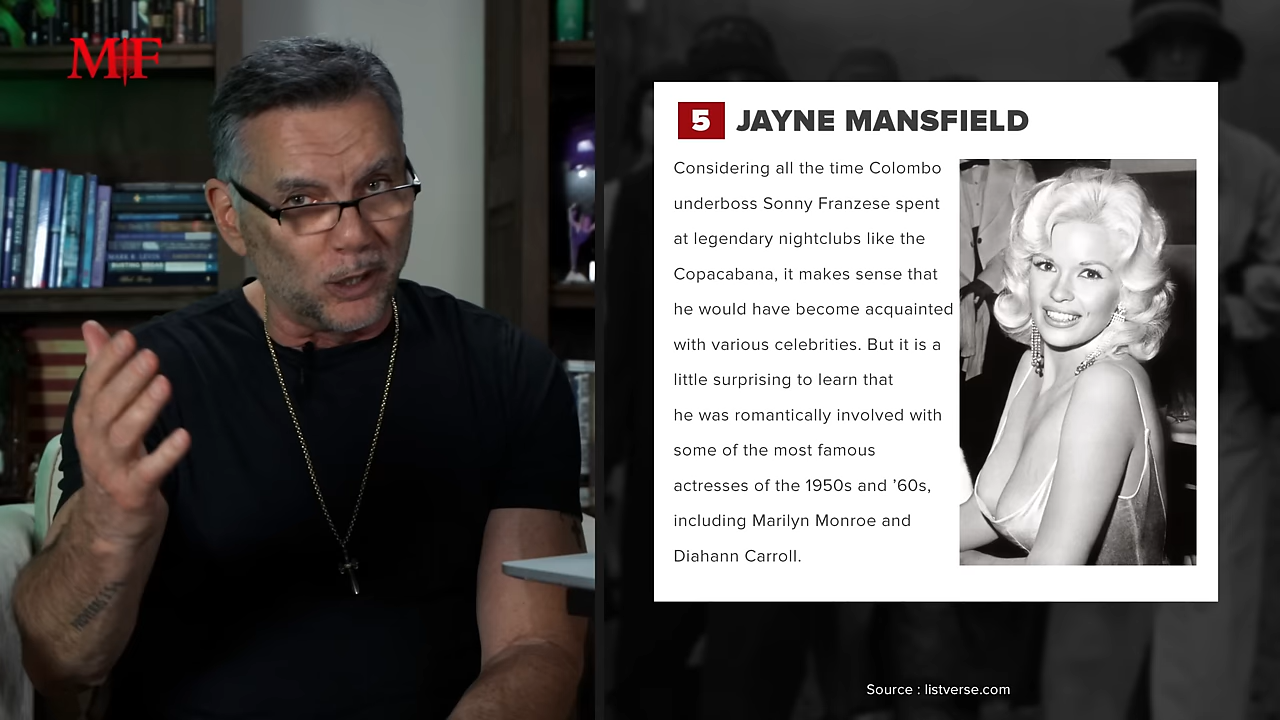 M F
5 JAYNE MANSFIELD
Considering all the time Colombo
underboss Sonny Franzese spent
at legendary nightclubs like the
Copacabana, it makes sense that
he would have become acquainted
with various celebrities. But it is a
little surprising to learn that
he was romantically involved with
some of the most famous
actresses of the 1950s and ’60s,
including Marilyn Monroe and
Diahann Carroll.
Source : listverse.com